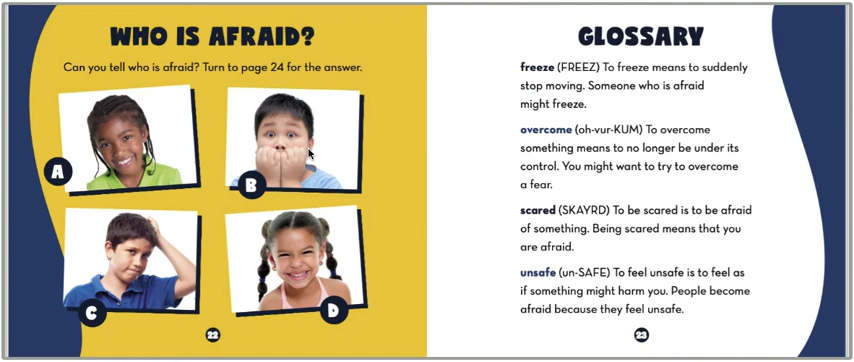 WHO IS AFRAID?
Can you tell who is afraid? Turn to page 24 for the answer.
A
B
C
D
22
GLOSSARY
freeze (FREEZ) To freeze means to suddenly
stop moving. Someone who is afraid
might freeze.
overcome (oh-vur-KUM) To overcome
something means to no longer be under its
control. You might want to try to overcome
a fear.
scared (SKAYRD) To be scared is to be afraid
of something. Being scared means that you
are afraid.
unsafe (un-SAFE) To feel unsafe is to feel as
if something might harm you. People become
afraid because they feel unsafe.
23